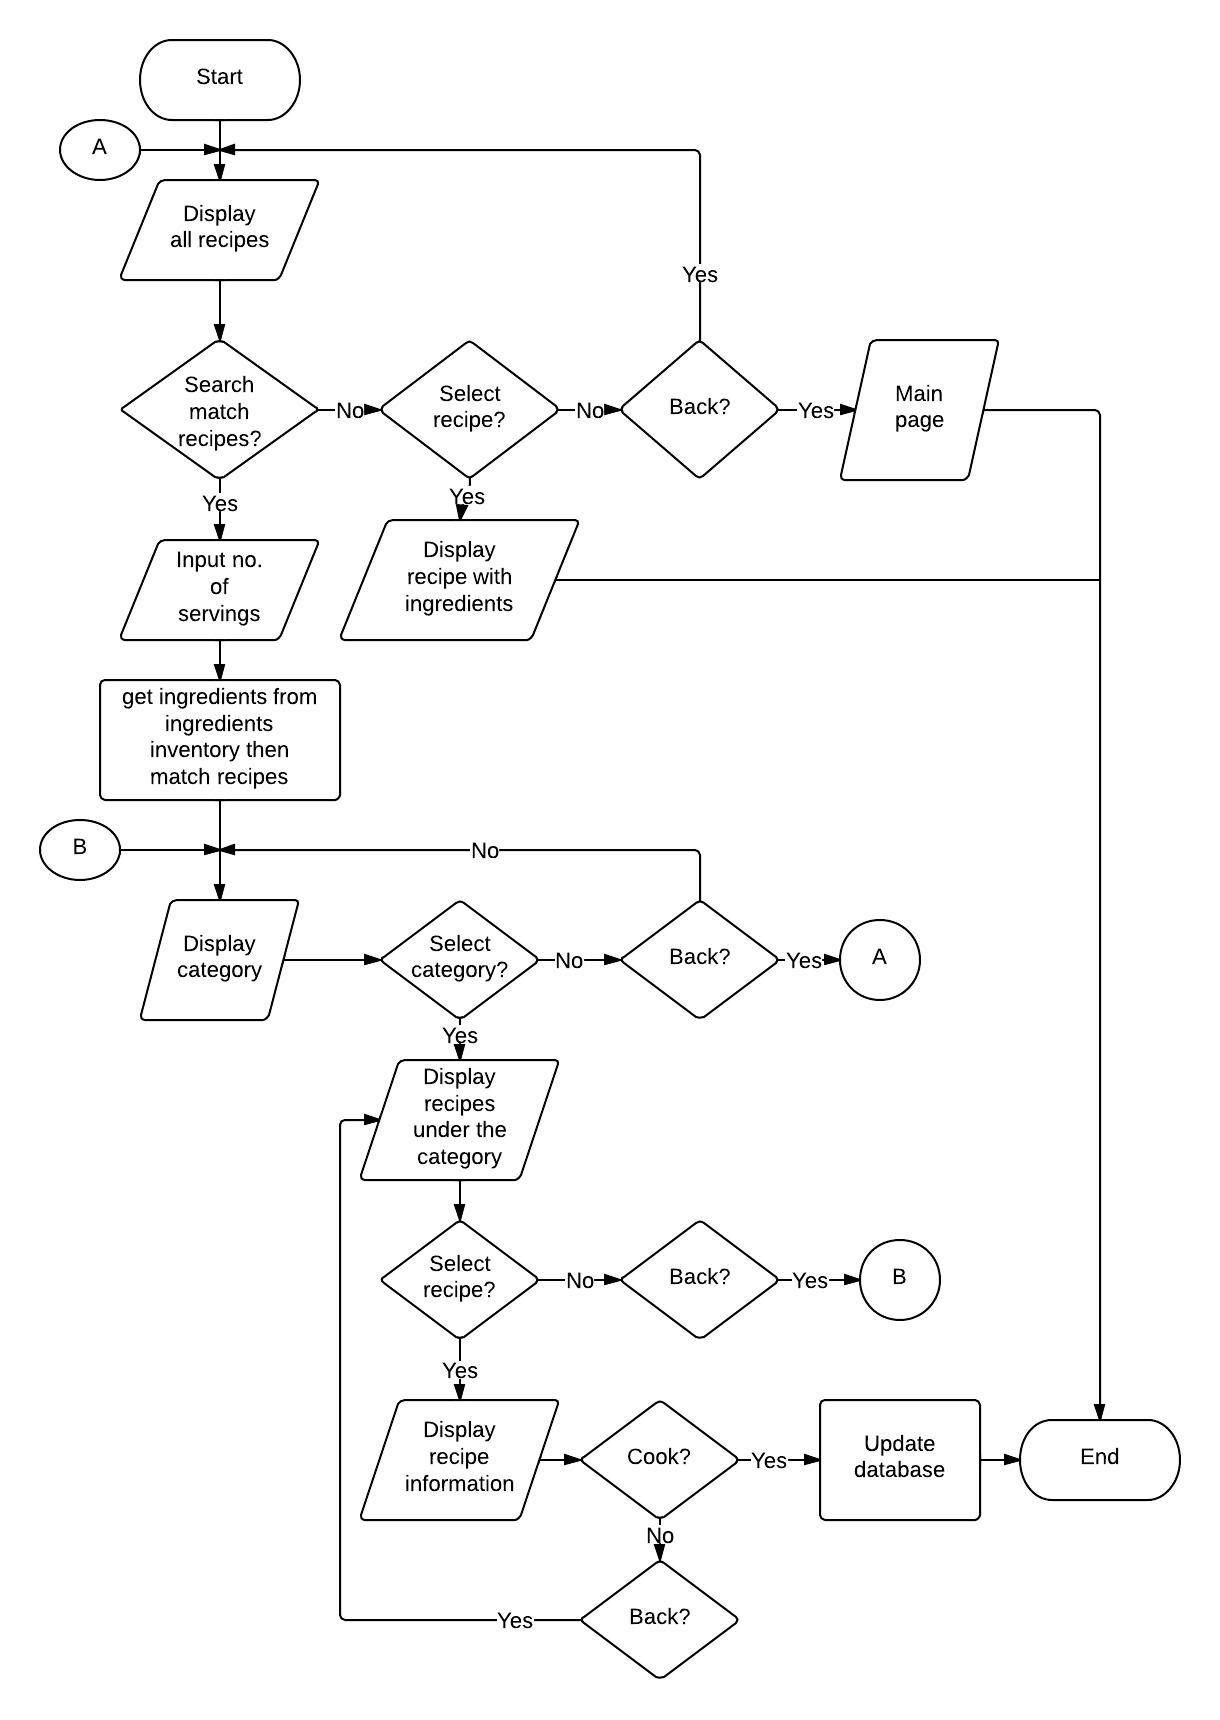 Start
A
Display
all recipes
Yes
Search
match
recipes?
No
Select
recipe?
No
Back?
Yes
Main
page
Yes
Yes
Input no.
of
servings
Display
recipe with
ingredients
get ingredients from
ingredients
inventory then
match recipes
B
No
Display
category
Select
category?
No
Back?
Yes
A
Yes
Display
recipes
under the
category
Select
recipe?
No
Back?
Yes
B
Yes
Display
recipe
information
Cook?
Yes
Update
database
End
No
Back?
Yes